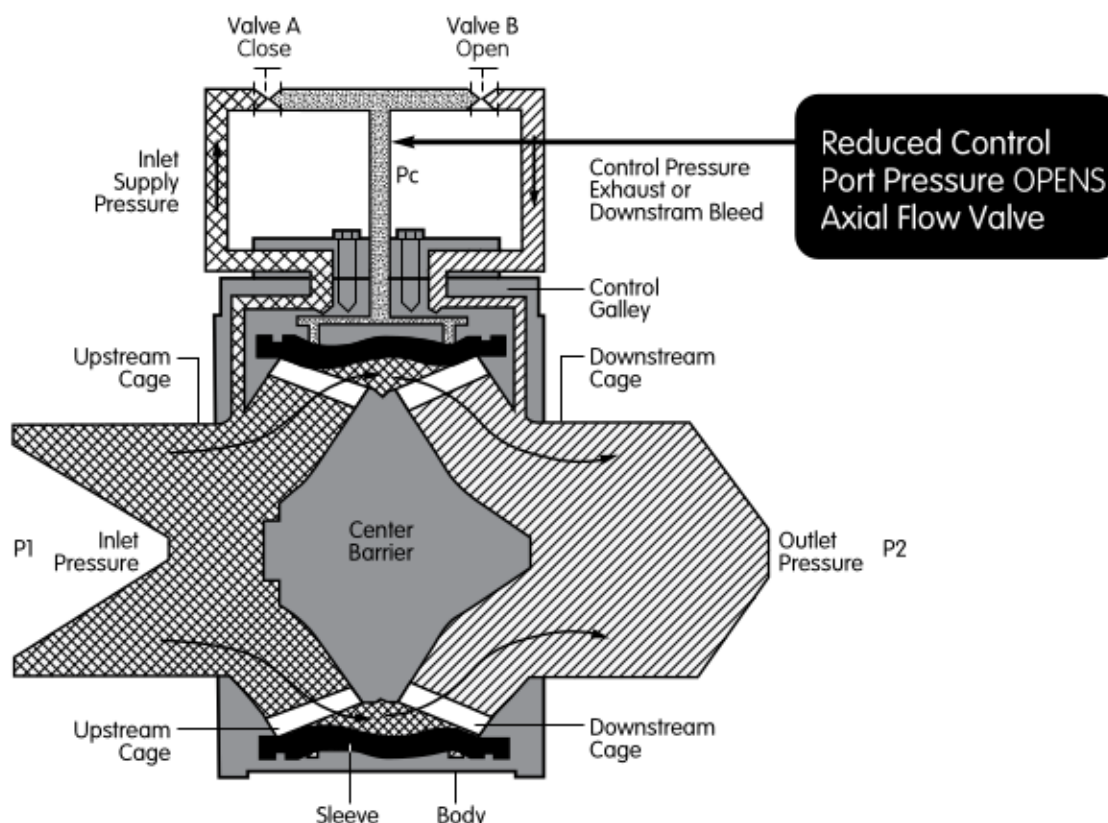 Valve A
Close
Valve B
Open
Reduced Control
Port Pressure OPENS
Axial Flow Valve
Inlet
Supply
Pressure
Pc
Control Pressure
Exhaust or
Downstram Bleed
Control
Galley
Upstream
Cage
Downstream
Cage
P1
Inlet
Pressure
Center
Barrier
Outlet
Pressure
P2
Upstream
Cage
Downstream
Cage
Sleeve
Body